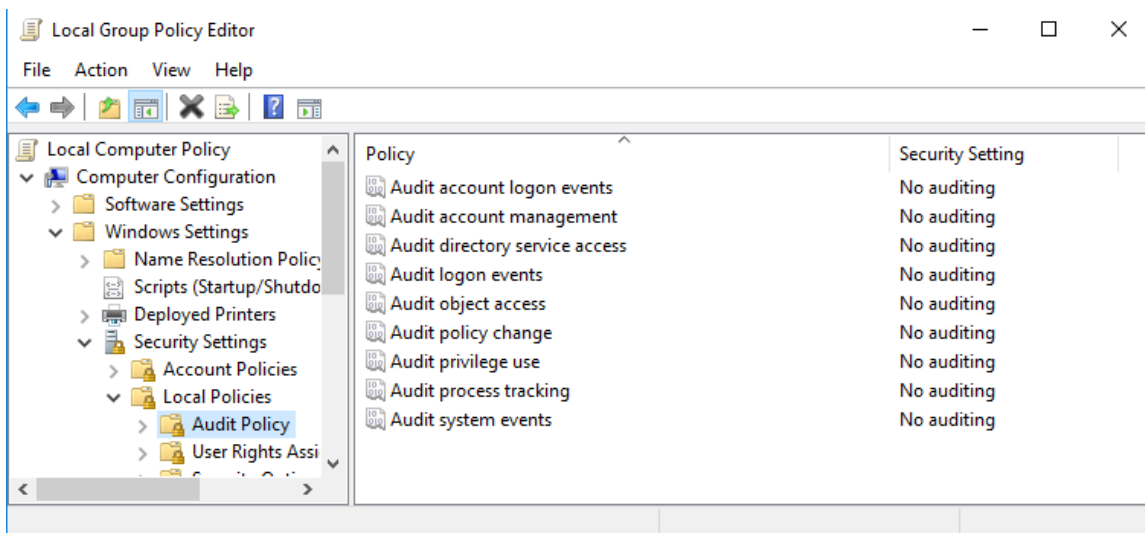 Local Group Policy Editor
File Action View Help
Local Computer Policy
Computer Configuration
Software Settings
Windows Settings
Name Resolution Policy
Scripts (Startup/Shutdo
Deployed Printers
Security Settings
Account Policies
Local Policies
Audit Policy
User Rights Assi
Policy Security Setting
Audit account logon events No auditing
Audit account management No auditing
Audit directory service access No auditing
Audit logon events No auditing
Audit object access No auditing
Audit policy change No auditing
Audit privilege use No auditing
Audit process tracking No auditing
Audit system events No auditing